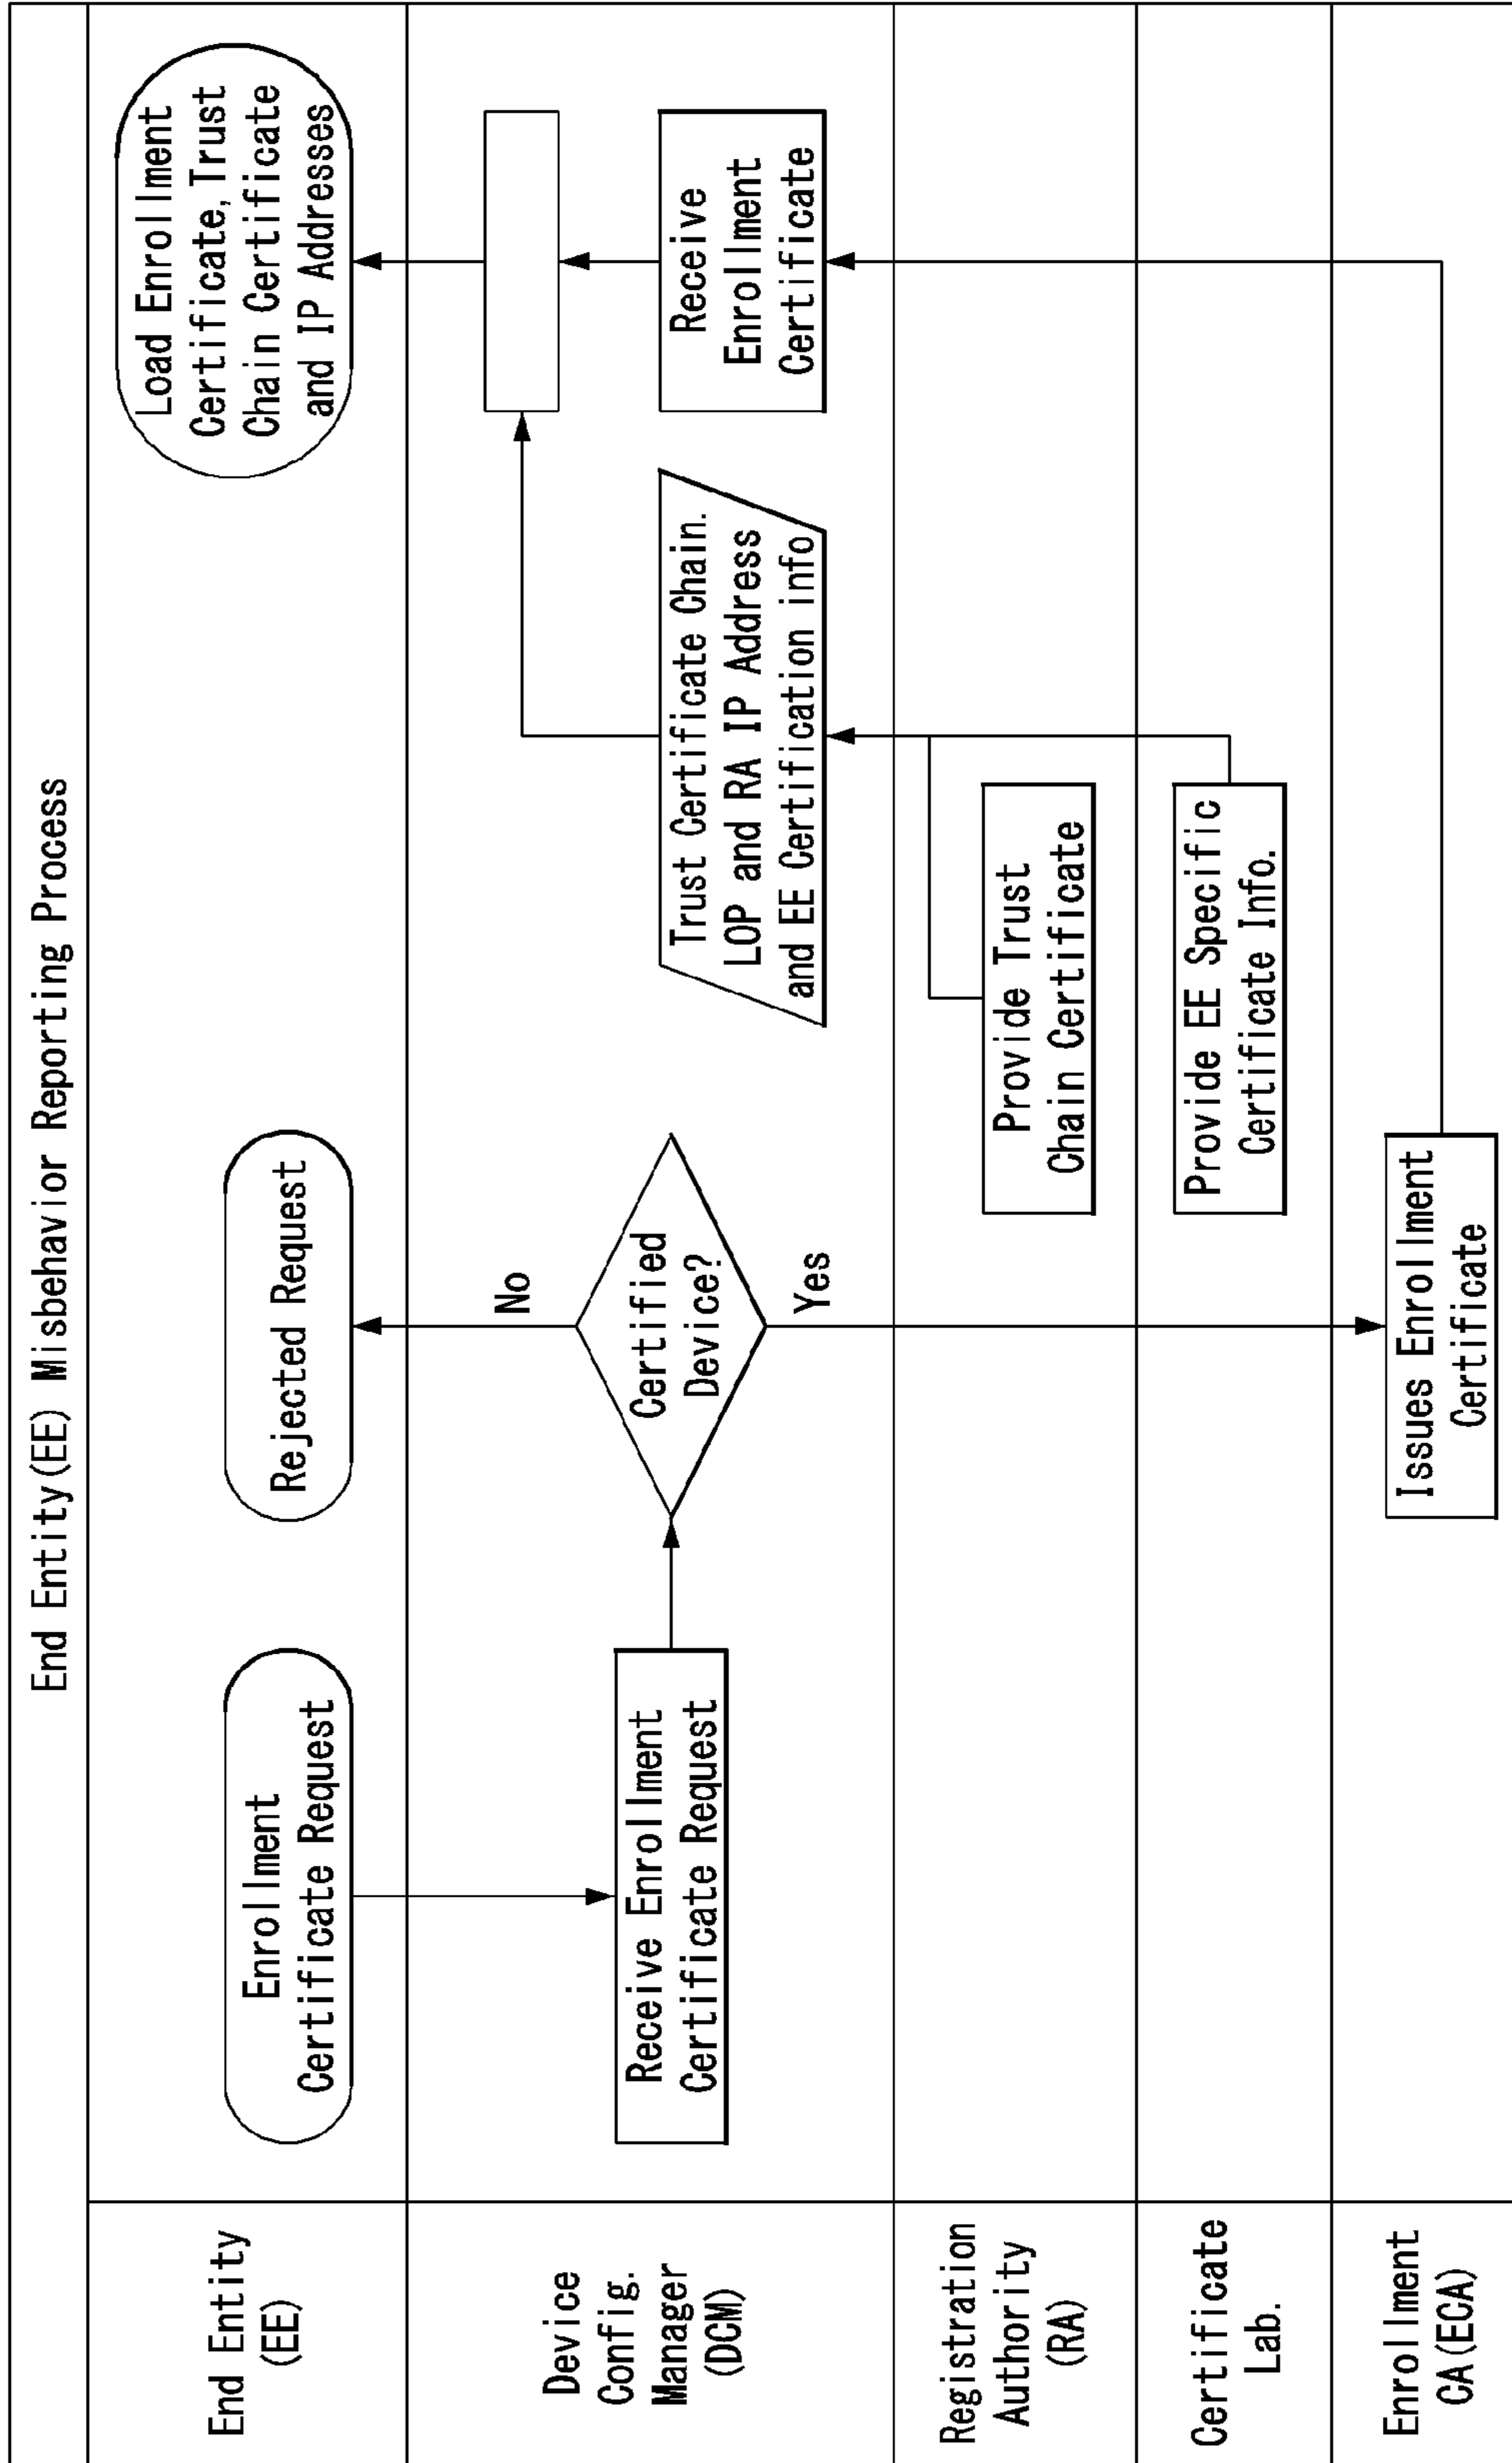 End Entity(EE) Misbehavior Reporting Process
End Entity
(EE)
Enrollment
Certificate Request
Rejected Request
Load Enrollment
Certificate,Trust
Chain Certificate
and IP Addresses
Device
Config.
Manager
(DCM)
Receive Enrollment
Certificate Request
Certified
Device?
No
Yes
Trust Certificate Chain.
LOP and RA IP Address
and EE Certification info
Receive
Enrollment
Certificate
Registration
Authority
(RA)
Provide Trust
Chain Certificate
Certificate
Lab.
Provide EE Specific
Certificate Info.
Enrollment
CA(ECA)
Issues Enrollment
Certificate